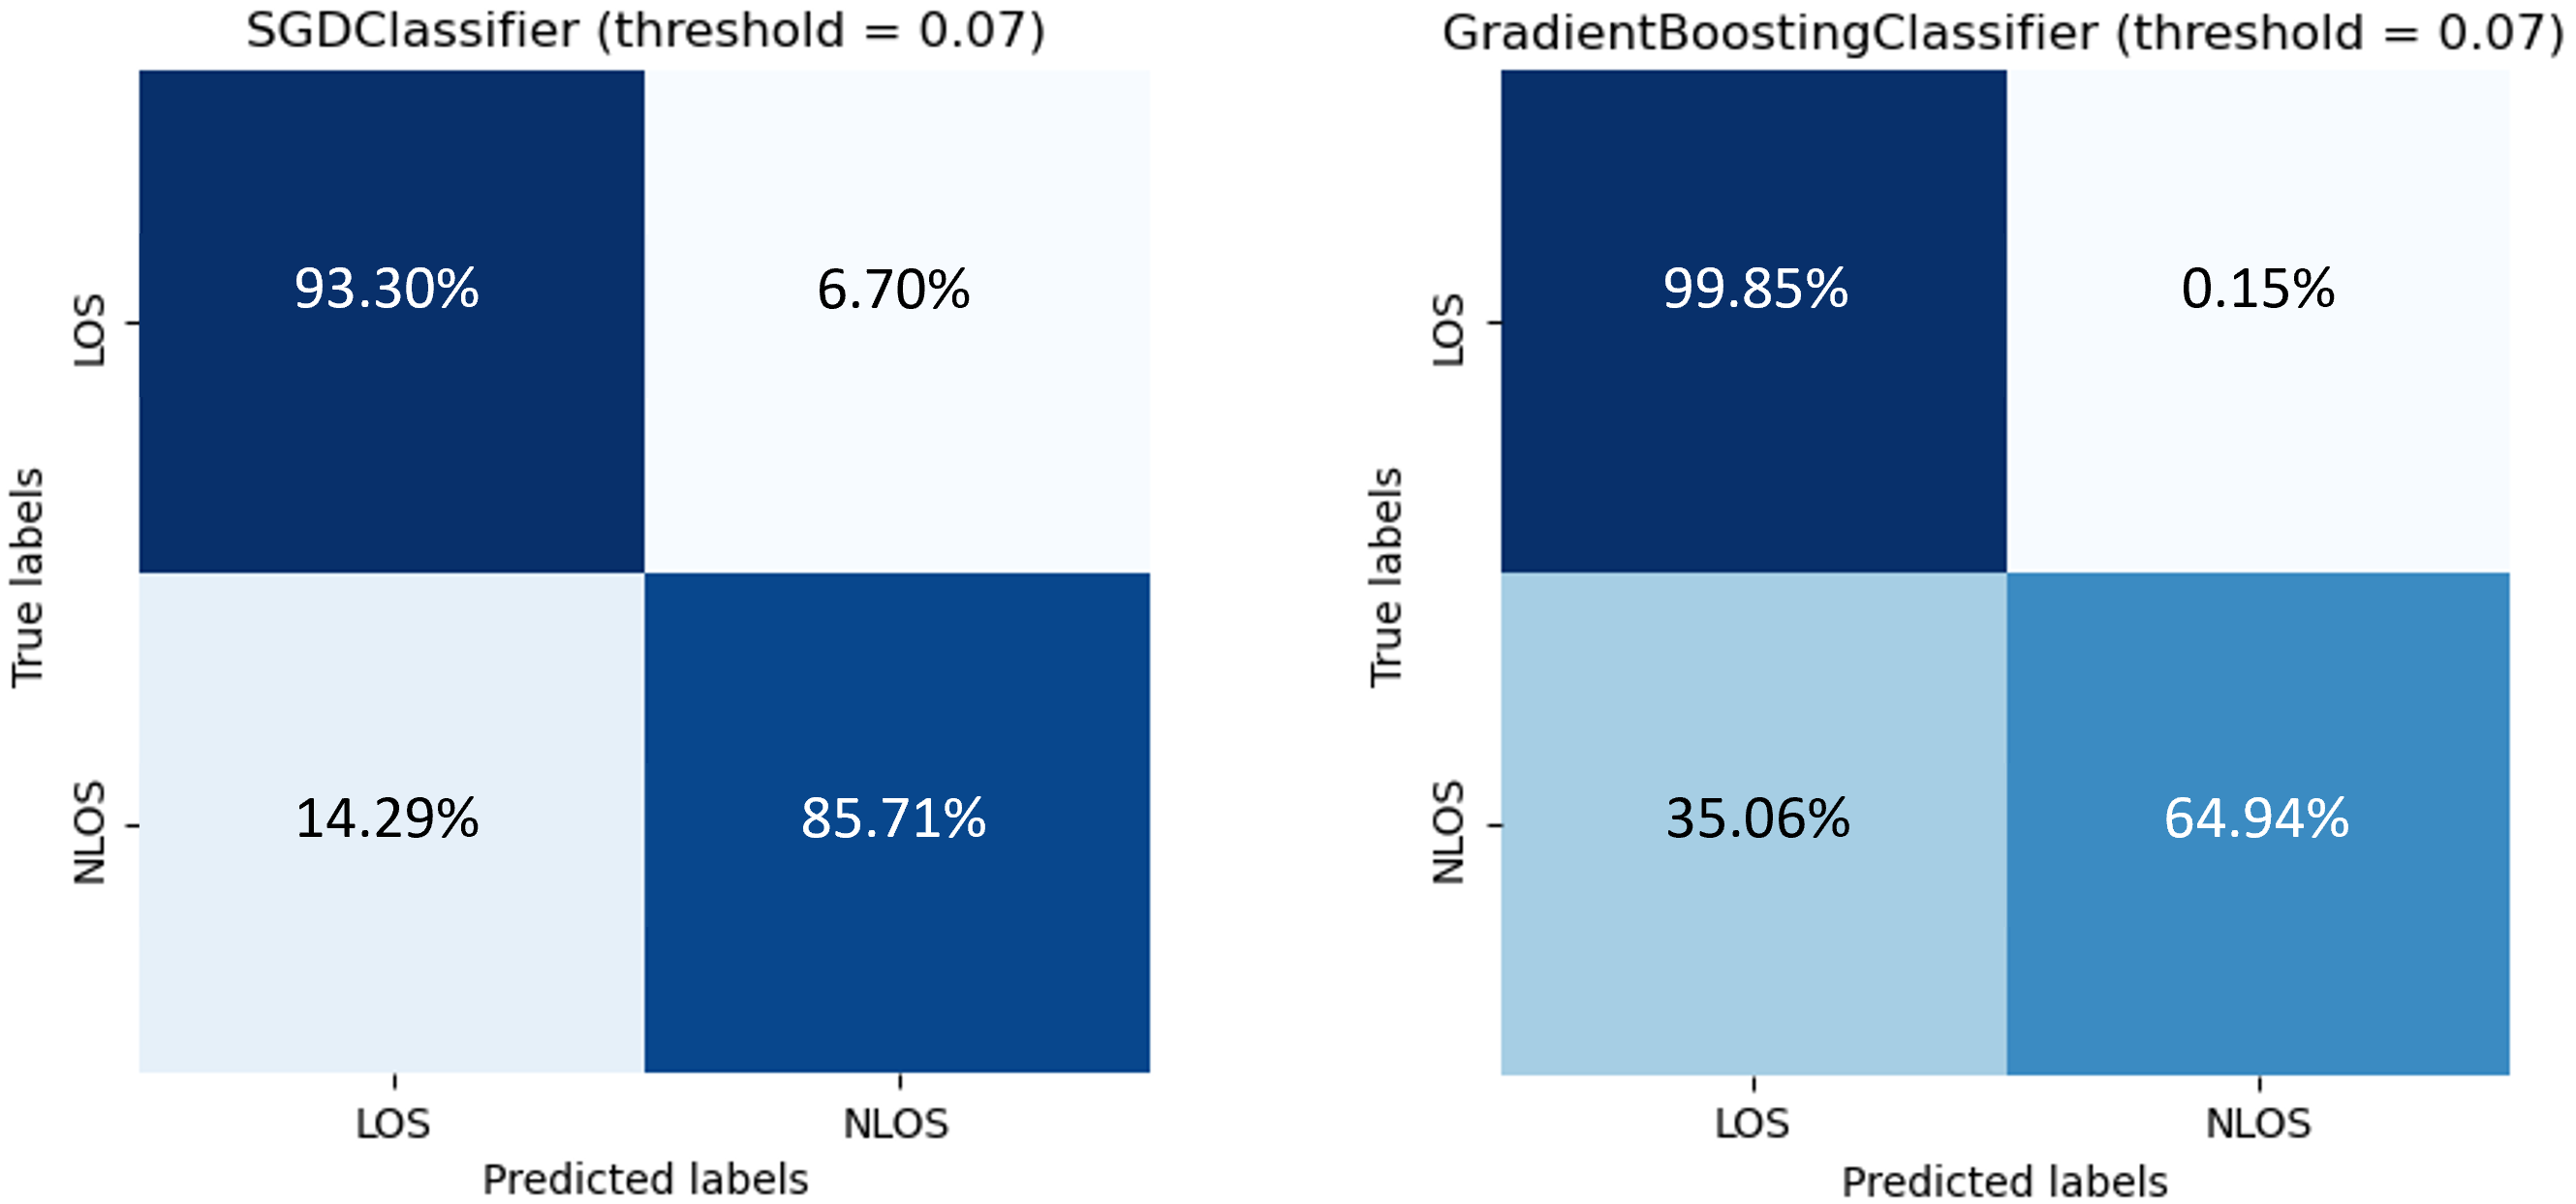 SGDClassifier (threshold = 0.07)
True labels
LOS
NLOS
93.30%
6.70%
14.29%
85.71%
LOS
NLOS
Predicted labels
GradientBoostingClassifier (threshold = 0.07)
True labels
LOS
NLOS
99.85%
0.15%
35.06%
64.94%
LOS
NLOS
Predicted labels